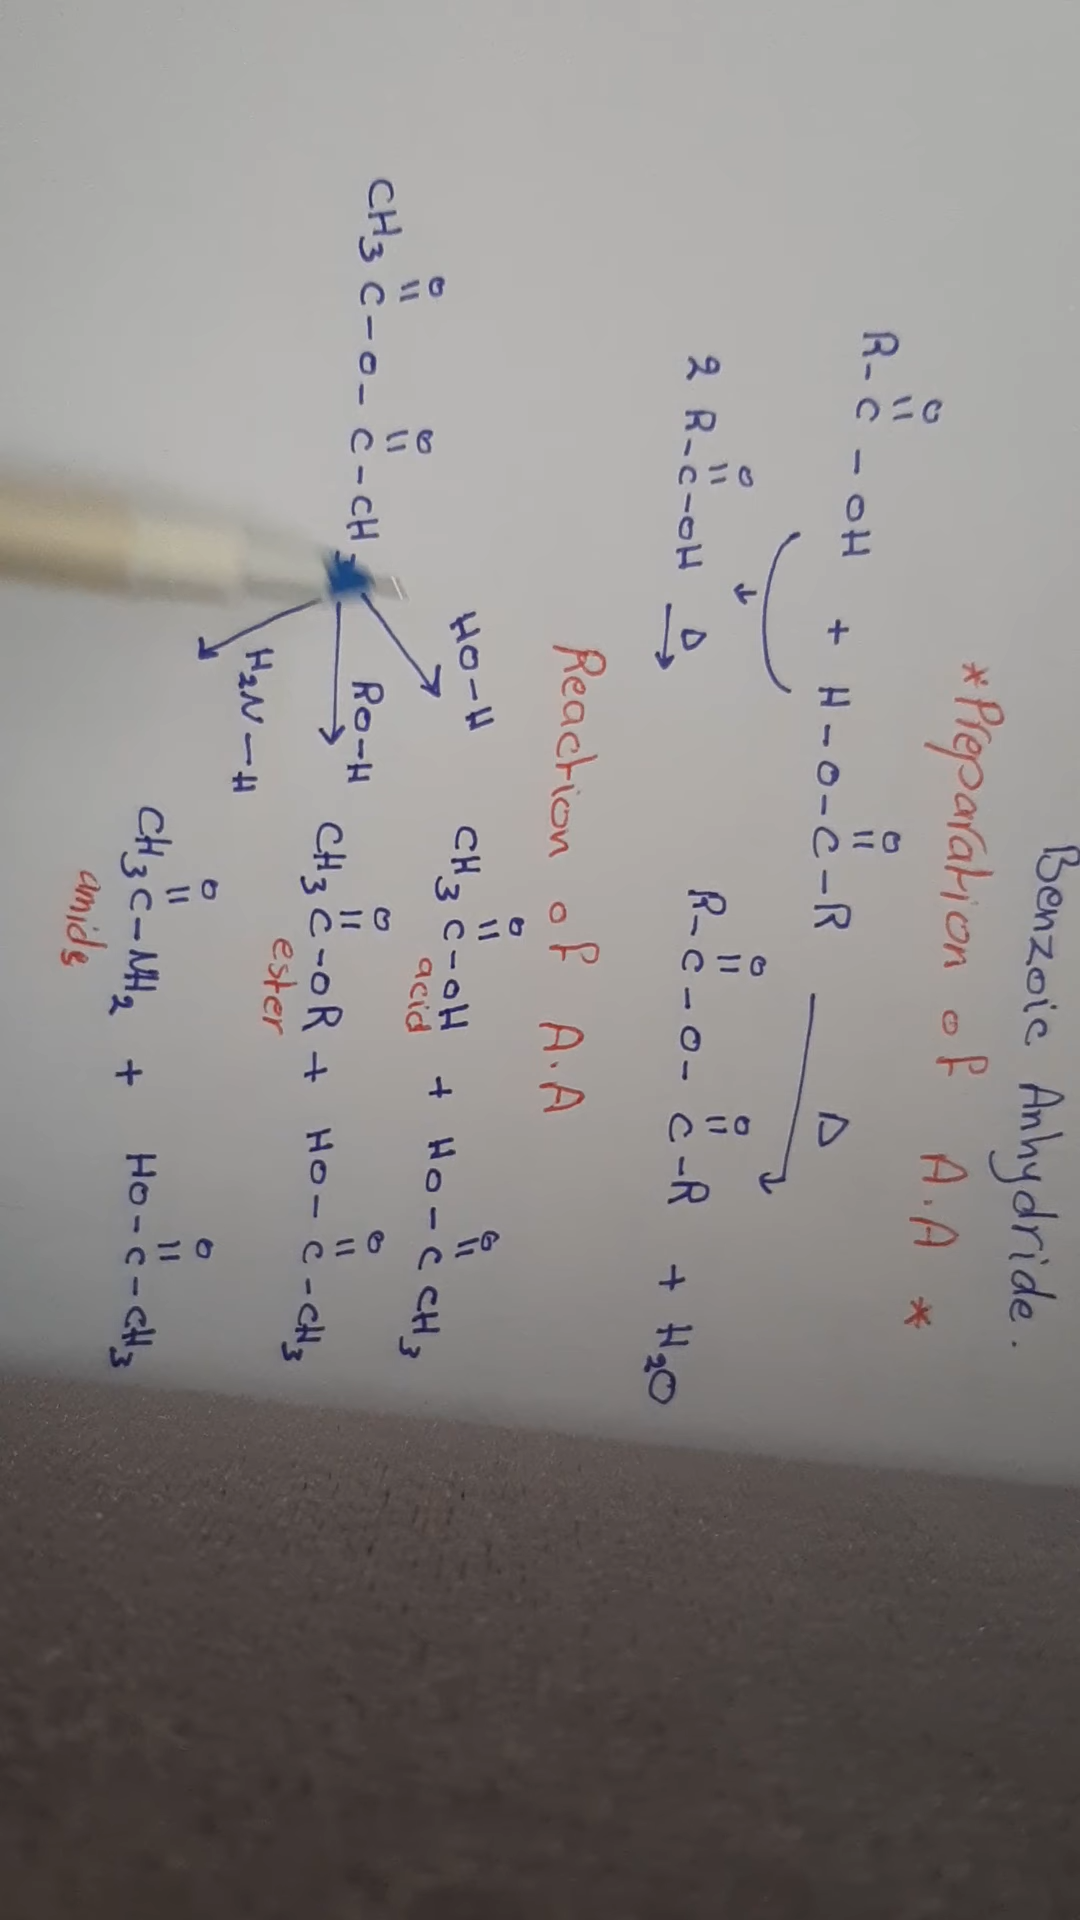 Benzoic Anhydride.
*Preparation of A.A *
O O
R-C-OH + H-O-C-R Δ
O O O
2 R-C-OH Δ R-C-O-C-R + H2O
Reaction of A.A
HO-H
O O
CH3C-OH + HO-CCH3
acid
O O
CH3C-O-C-CH3
RO-H
O O
CH3C-OR + HO-C-CH3
ester
H2N-H
O O
CH3C-NH2 + HO-C-CH3
amide